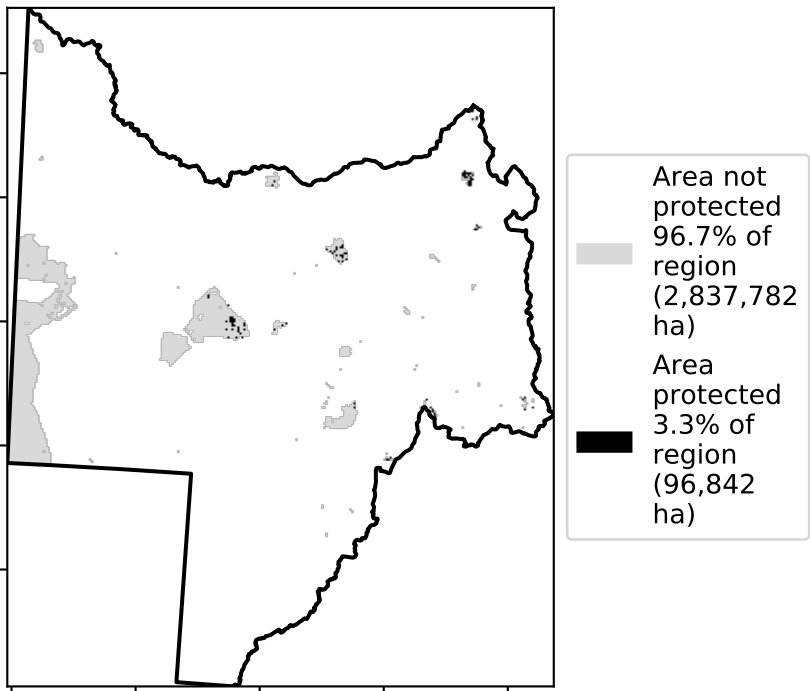 Area not
protected
96.7% of
region
(2,837,782
ha)
Area
protected
3.3% of
region
(96,842
ha)